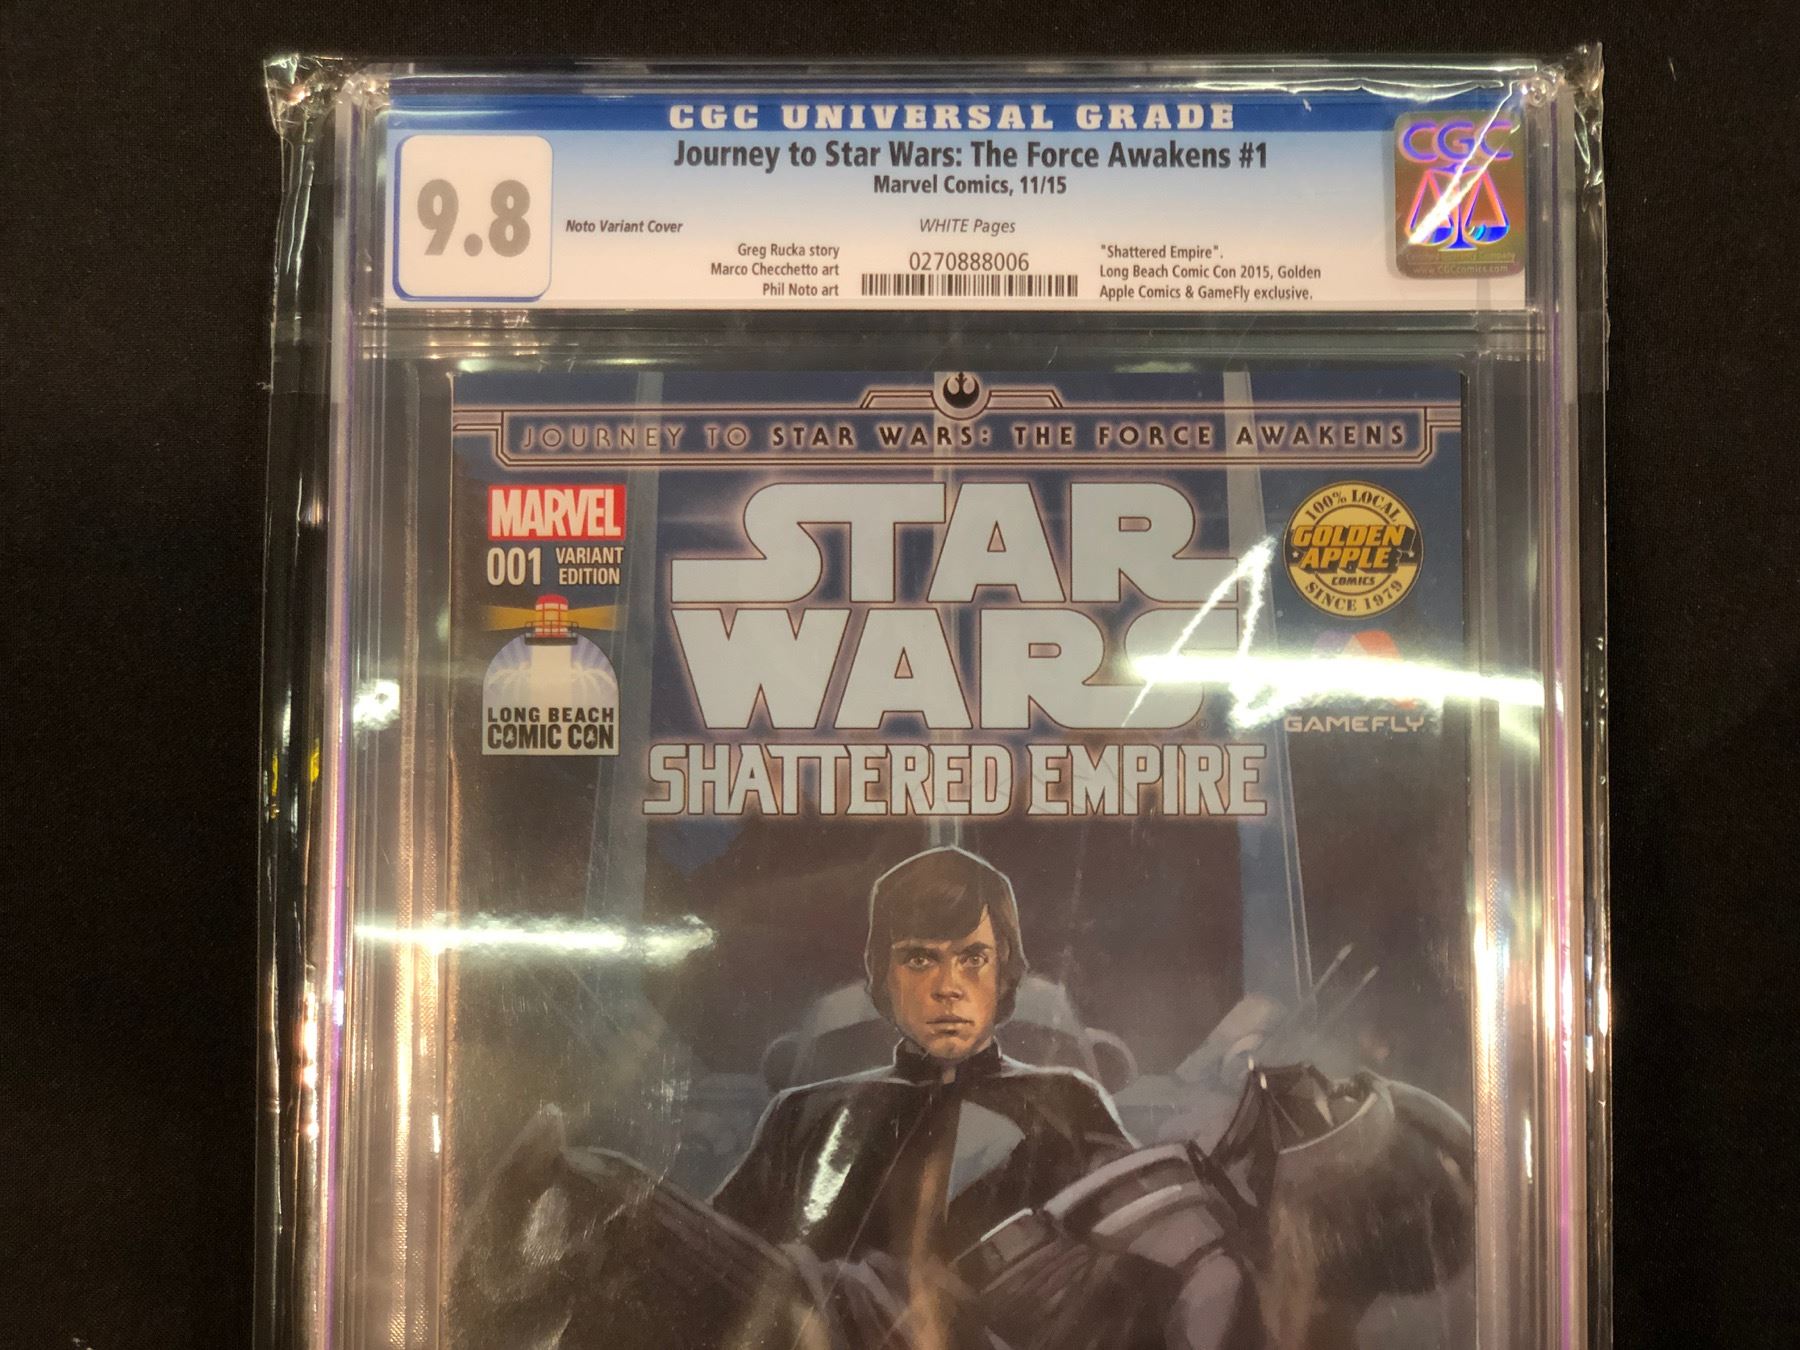 CGC UNIVERSAL GRADE
Journey to Star Wars: The Force Awakens #1
Marvel Comics, 11/15
9.8
Noto Variant Cover
WHITE Pages
Greg Rucka story
Marco Checchetto art
Phil Noto art
0270888006
"Shattered Empire".
Long Beach Comic Con 2015, Golden
Apple Comics & GameFly exclusive.
CGC
www.CGCcomics.com
JOURNEY TO STAR WARS: THE FORCE AWAKENS
MARVEL
001 VARIANT
EDITION
LONG BEACH
COMIC CON
STAR
WARS
SHATTERED EMPIRE
100% LOCAL
GOLDEN
APPLE
COMICS
SINCE 1979
GAMEFLY